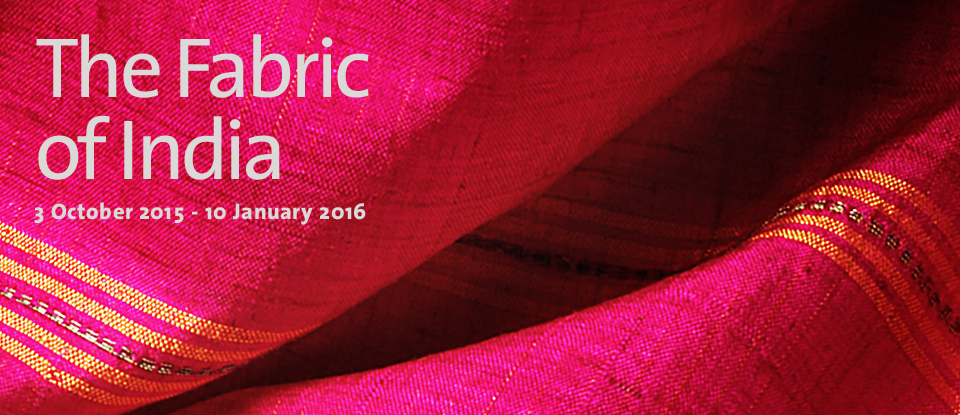 The Fabric
of India
3 October 2015 - 10 January 2016